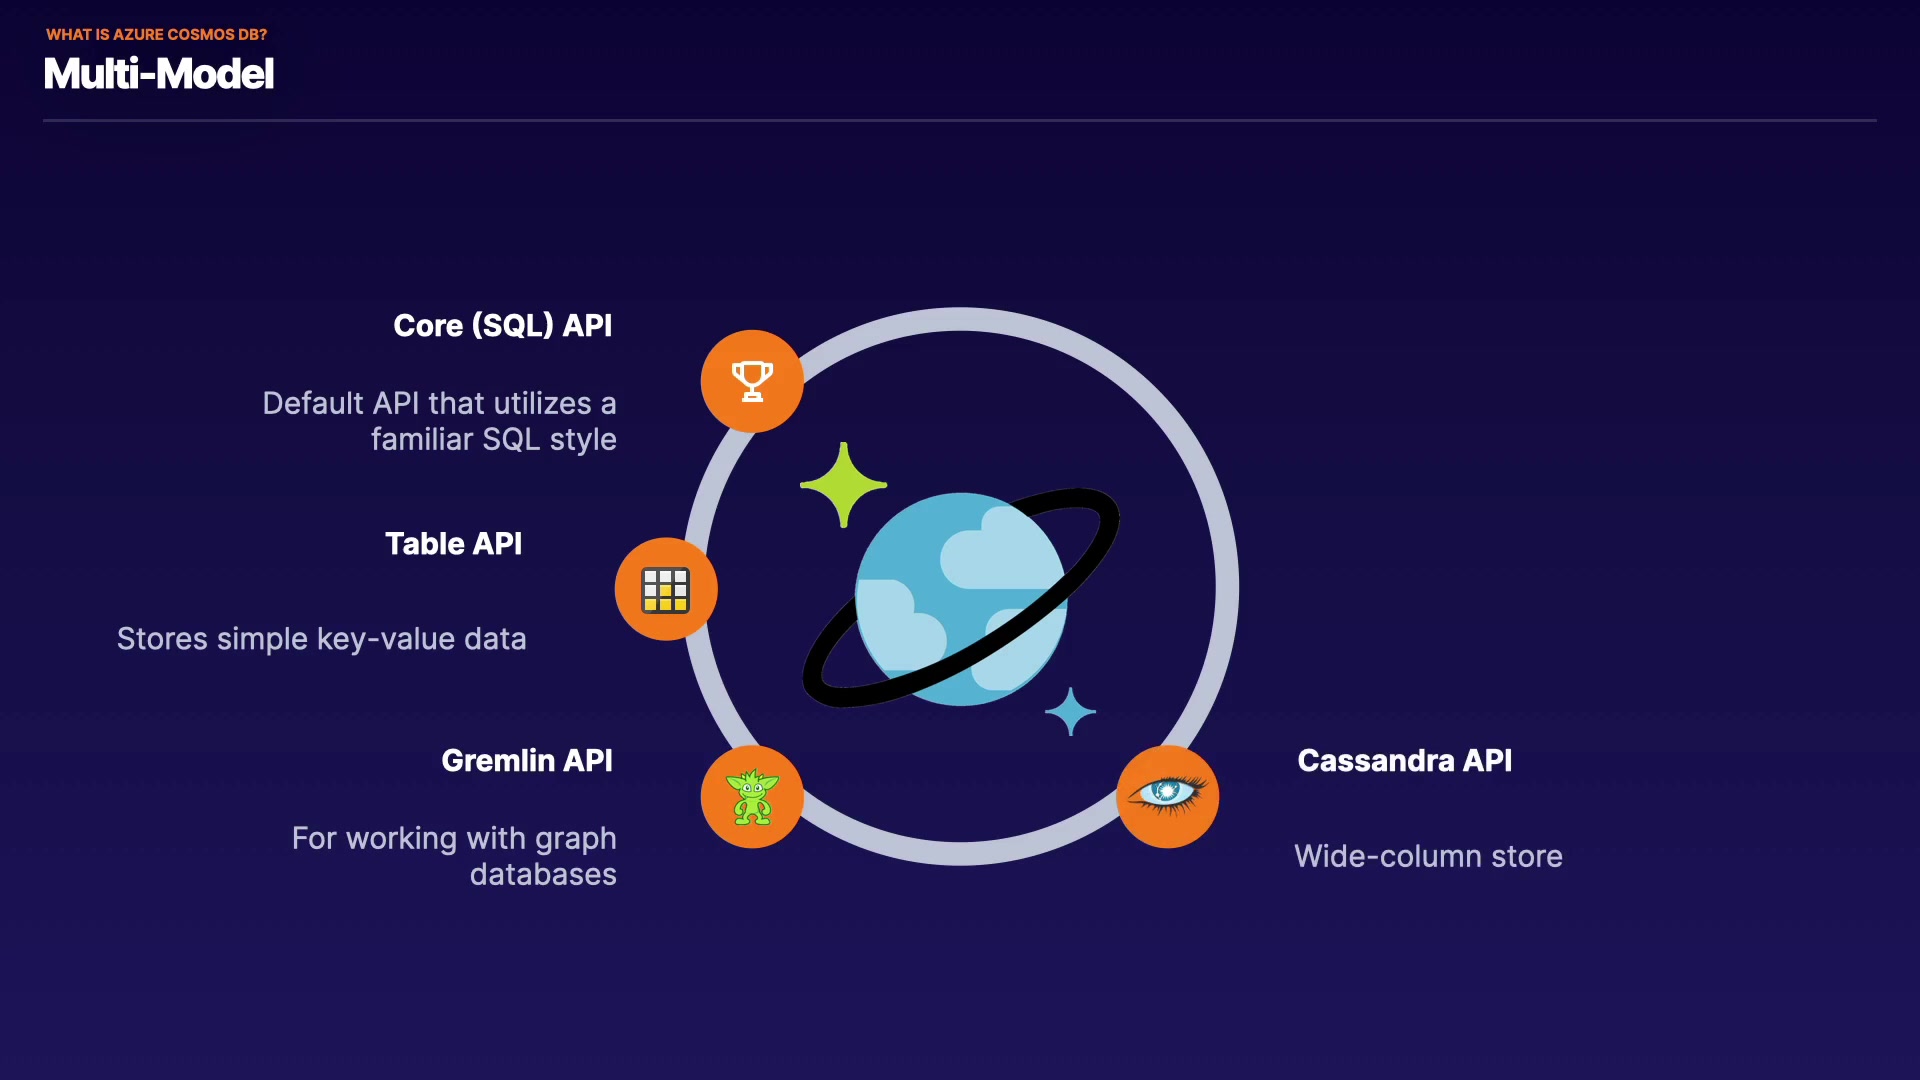 WHAT IS AZURE COSMOS DB?
Multi-Model
Core (SQL) API
Default API that utilizes a
familiar SQL style
Table API
Stores simple key-value data
Gremlin API
For working with graph
databases
Cassandra API
Wide-column store